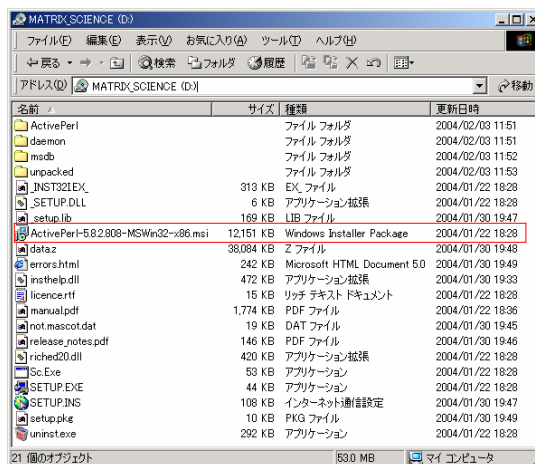 MATRIX_SCIENCE (D:)
ファイル(F) 編集(E) 表示(V) お気に入り(A) ツール(T) ヘルプ(H)
戻る 検索 フォルダ 履歴
アドレス(D) MATRIX_SCIENCE (D:) 移動
名前 サイズ 種類 更新日時
ActivePerl ファイル フォルダ 2004/02/03 11:51
daemon ファイル フォルダ 2004/02/03 11:51
msdb ファイル フォルダ 2004/02/03 11:52
unpacked ファイル フォルダ 2004/02/03 11:53
_INST32I.EX_ 313 KB EX_ ファイル 2004/01/22 18:28
_SETUP.DLL 6 KB アプリケーション拡張 2004/01/22 18:28
_setup.lib 169 KB LIB ファイル 2004/01/30 19:47
ActivePerl-5.8.2.808-MSWin32-x86.msi 12,151 KB Windows Installer Package 2004/01/22 18:28
data.z 38,084 KB Z ファイル 2004/01/30 19:48
errors.html 242 KB Microsoft HTML Document 5.0 2004/01/30 19:49
insthelp.dll 472 KB アプリケーション拡張 2004/01/30 19:33
licence.rtf 15 KB リッチ テキスト ドキュメント 2004/01/22 18:28
manual.pdf 1,774 KB PDF ファイル 2004/01/22 18:36
not.mascot.dat 19 KB DAT ファイル 2004/01/30 19:45
release_notes.pdf 146 KB PDF ファイル 2004/01/30 19:46
riched20.dll 420 KB アプリケーション拡張 2004/01/22 18:28
Sc.Exe 53 KB アプリケーション 2004/01/22 18:28
SETUP.EXE 44 KB アプリケーション 2004/01/22 18:28
SETUP.INS 108 KB インターネット通信設定 2004/01/30 19:47
setup.pkg 10 KB PKG ファイル 2004/01/30 19:49
uninst.exe 292 KB アプリケーション 2004/01/22 18:28
21 個のオブジェクト 53.0 MB マイ コンピュータ